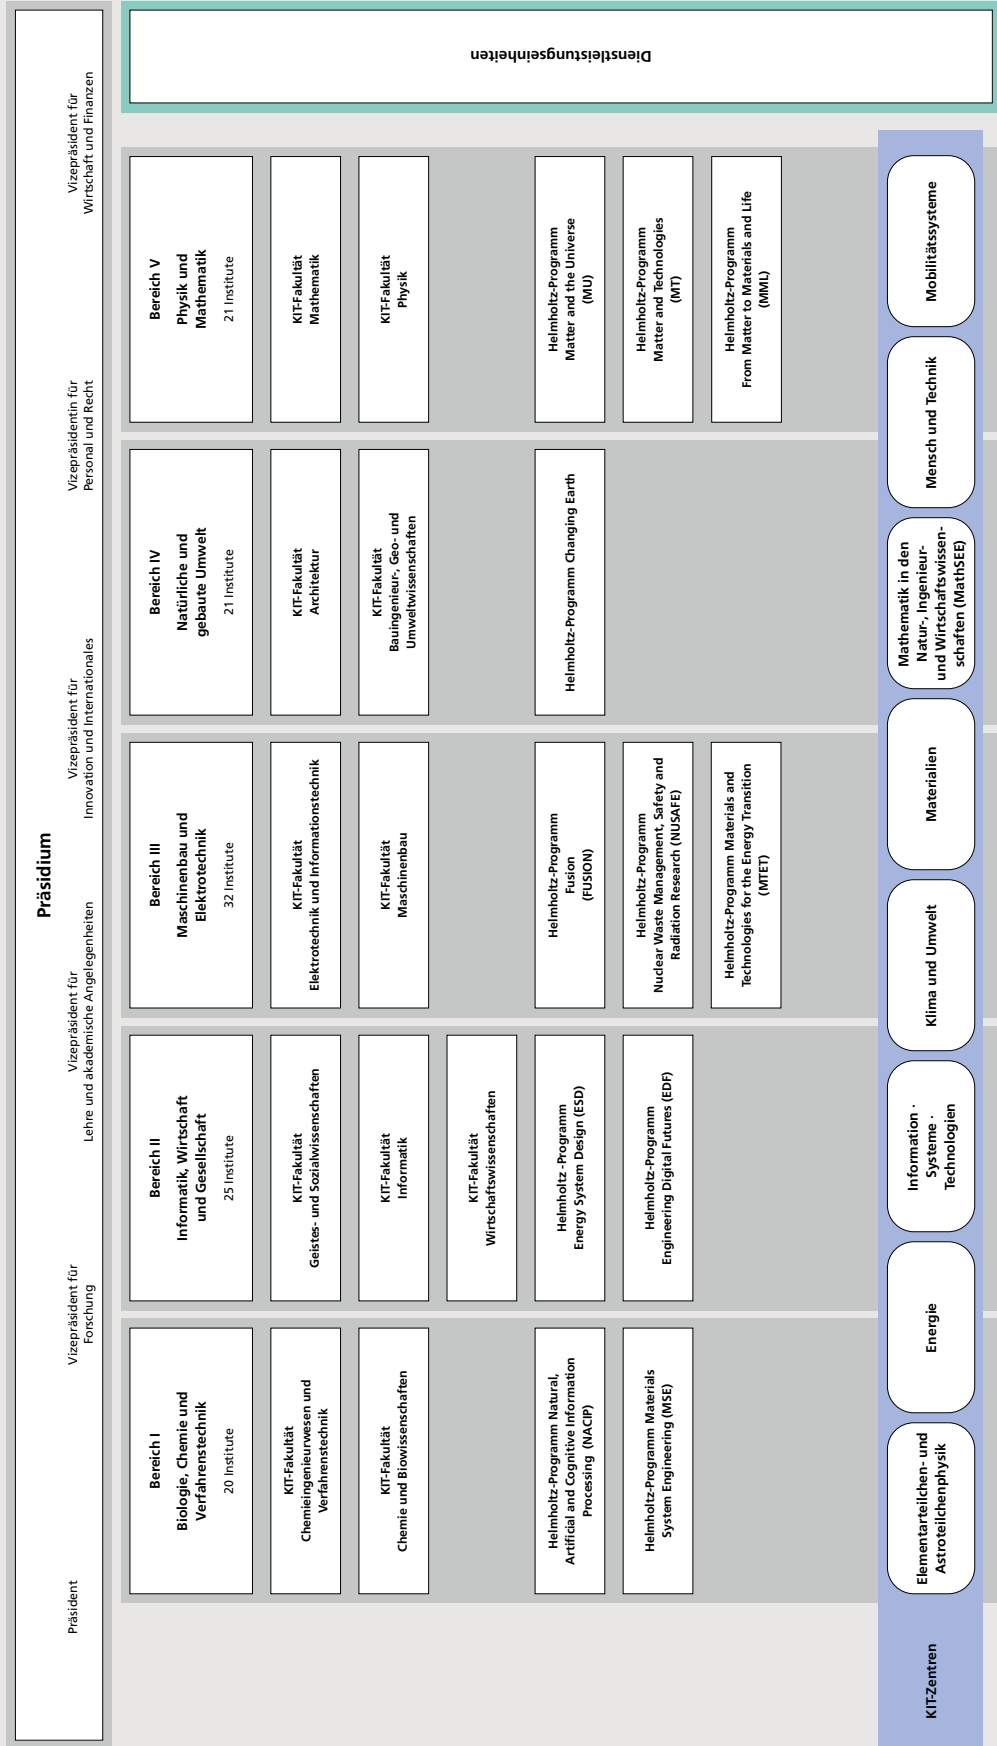 Präsidium
Präsident
Vizepräsident für
Forschung
Vizepräsident für
Lehre und akademische Angelegenheiten
Vizepräsident für
Innovation und Internationales
Vizepräsidentin für
Personal und Recht
Vizepräsident für
Wirtschaft und Finanzen
Bereich I
Biologie, Chemie und
Verfahrenstechnik
20 Institute
KIT-Fakultät
Chemieingenieurwesen und
Verfahrenstechnik
KIT-Fakultät
Chemie und Biowissenschaften
Helmholtz-Programm Natural,
Artificial and Cognitive Information
Processing (NACIP)
Helmholtz-Programm Materials
System Engineering (MSE)
Bereich II
Informatik, Wirtschaft
und Gesellschaft
25 Institute
KIT-Fakultät
Geistes- und Sozialwissenschaften
KIT-Fakultät
Informatik
KIT-Fakultät
Wirtschaftswissenschaften
Helmholtz -Programm
Energy System Design (ESD)
Helmholtz-Programm
Engineering Digital Futures (EDF)
Bereich III
Maschinenbau und
Elektrotechnik
32 Institute
KIT-Fakultät
Elektrotechnik und Informationstechnik
KIT-Fakultät
Maschinenbau
Helmholtz-Programm
Fusion
(FUSION)
Helmholtz-Programm
Nuclear Waste Management, Safety and
Radiation Research (NUSAFE)
Helmholtz-Programm Materials and
Technologies for the Energy Transition
(MTET)
Bereich IV
Natürliche und
gebaute Umwelt
21 Institute
KIT-Fakultät
Architektur
KIT-Fakultät
Bauingenieur-, Geo- und
Umweltwissenschaften
Helmholtz-Programm Changing Earth
Bereich V
Physik und
Mathematik
21 Institute
KIT-Fakultät
Mathematik
KIT-Fakultät
Physik
Helmholtz-Programm
Matter and the Universe
(MU)
Helmholtz-Programm
Matter and Technologies
(MT)
Helmholtz-Programm
From Matter to Materials and Life
(MML)
Dienstleistungseinheiten
KIT-Zentren
Elementarteilchen- und
Astroteilchenphysik
Energie
Information ·
Systeme ·
Technologien
Klima und Umwelt
Materialien
Mathematik in den
Natur-, Ingenieur-
und Wirtschaftswissen-
schaften (MathSEE)
Mensch und Technik
Mobilitätssysteme